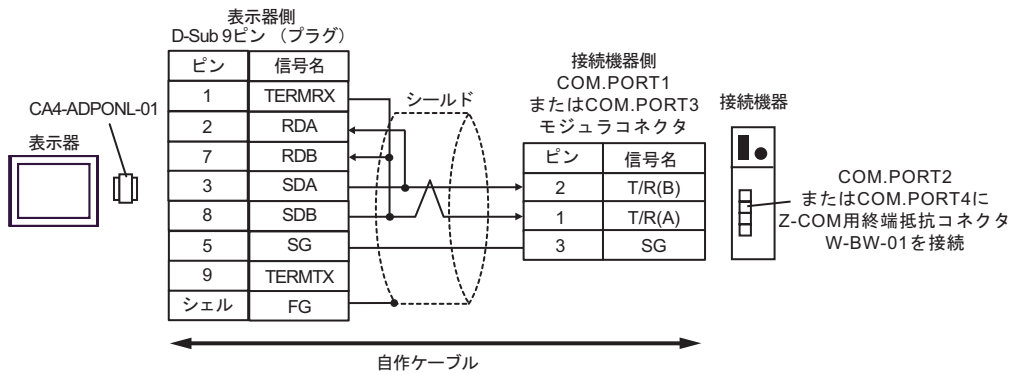 表示器側
D-Sub 9ピン （プラグ）
ピン 信号名
1 TERMRX
2 RDA
7 RDB
3 SDA
8 SDB
5 SG
9 TERMTX
シェル FG
CA4-ADPONL-01
表示器
シールド
接続機器側
COM.PORT1
またはCOM.PORT3
モジュラコネクタ
ピン 信号名
2 T/R(B)
1 T/R(A)
3 SG
接続機器
COM.PORT2
またはCOM.PORT4に
Z-COM用終端抵抗コネクタ
W-BW-01を接続
自作ケーブル